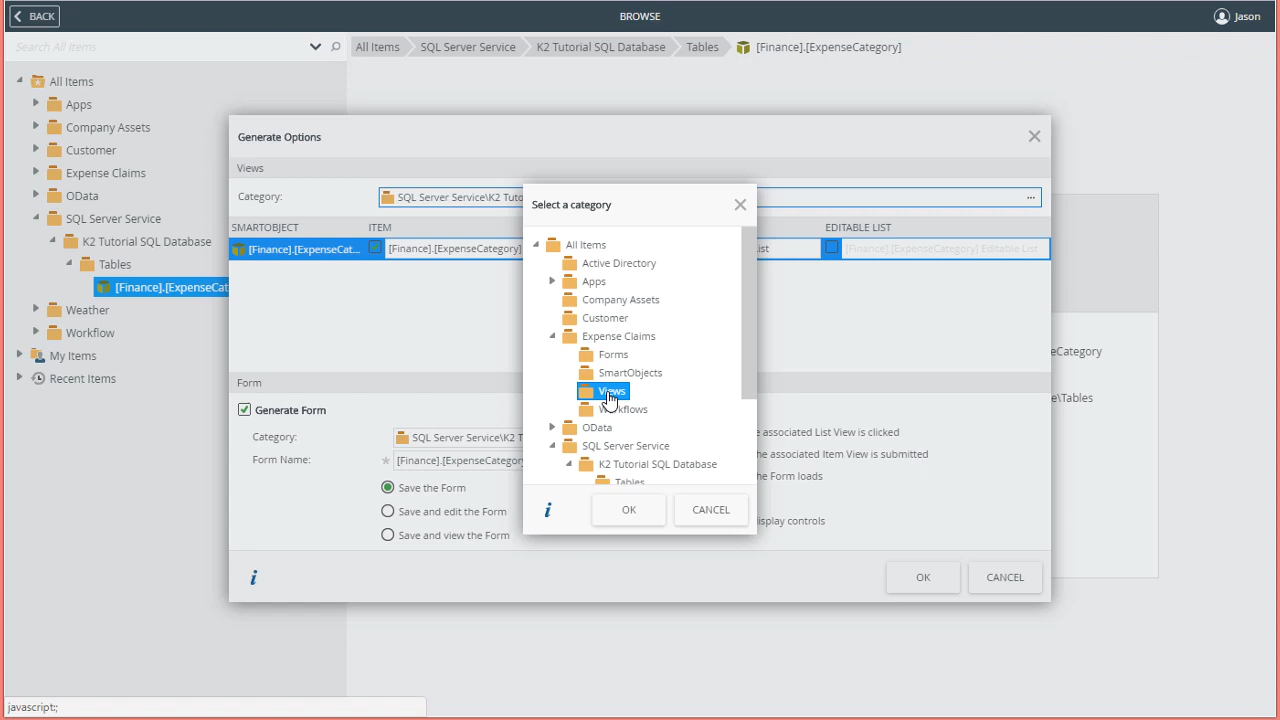 BACK
BROWSE
Jason
Search All Items
All Items
SQL Server Service
K2 Tutorial SQL Database
Tables
[Finance].[ExpenseCategory]
All Items
Apps
Company Assets
Customer
Expense Claims
OData
SQL Server Service
K2 Tutorial SQL Database
Tables
[Finance].[ExpenseCat
Weather
Workflow
My Items
Recent Items
Generate Options
Views
Category:
SQL Server Service\K2 Tuto
...
SMARTOBJECT
ITEM
EDITABLE LIST
[Finance].[ExpenseCat...
[Finance].[ExpenseCategory]
ist
[Finance].[ExpenseCategory] Editable List
Form
Generate Form
Category:
SQL Server Service\K2 T
Form Name:
[Finance].[ExpenseCategory
Save the Form
Save and edit the Form
Save and view the Form
e associated List View is clicked
he associated Item View is submitted
he Form loads
isplay controls
OK
CANCEL
Select a category
All Items
Active Directory
Apps
Company Assets
Customer
Expense Claims
Forms
SmartObjects
Views
Workflows
OData
SQL Server Service
K2 Tutorial SQL Database
Tables
OK
CANCEL
eCategory
\Tables
javascript:;